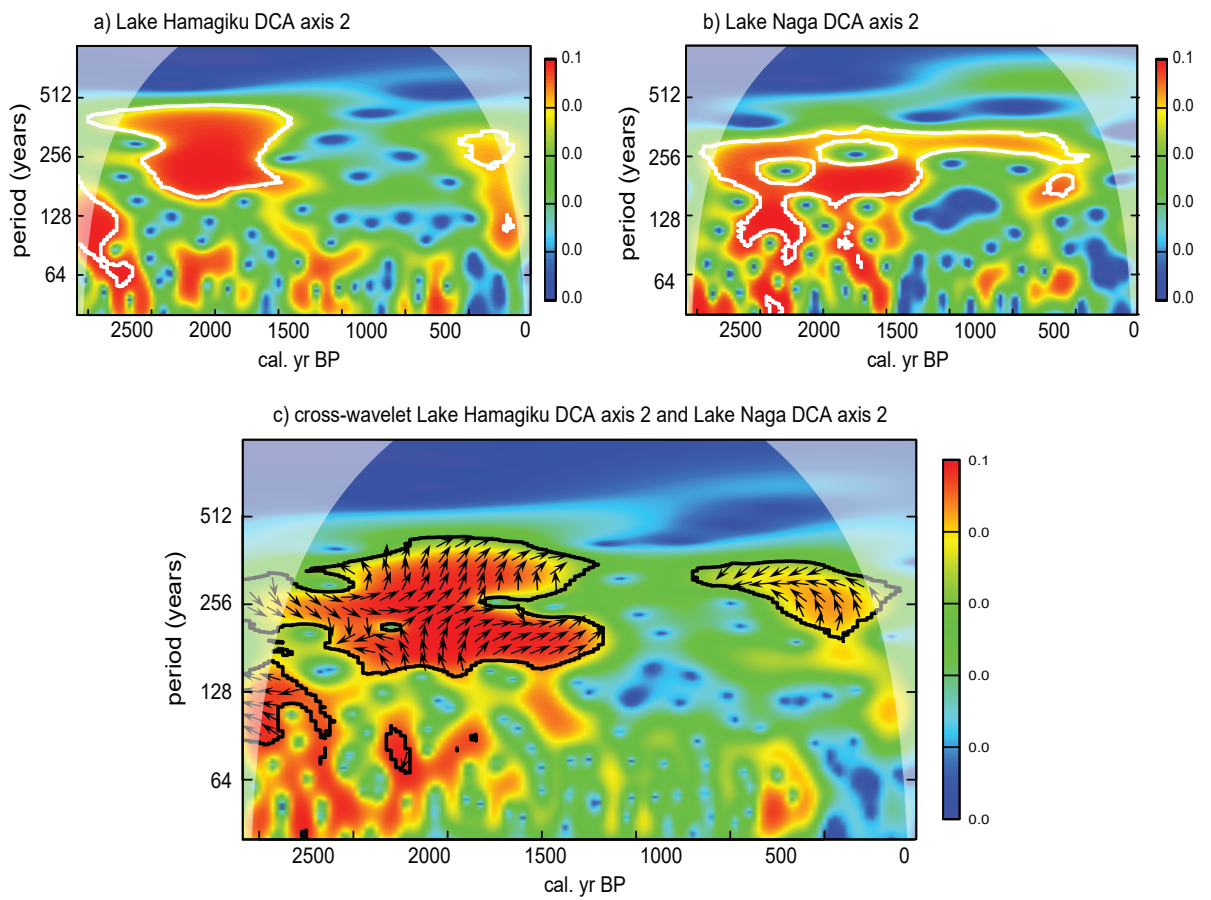 a) Lake Hamagiku DCA axis 2
b) Lake Naga DCA axis 2
period (years)
512
256
128
64
2500 2000 1500 1000 500 0
cal. yr BP
0.1
0.0
0.0
0.0
0.0
0.0
period (years)
512
256
128
64
2500 2000 1500 1000 500 0
cal. yr BP
0.1
0.0
0.0
0.0
0.0
0.0
c) cross-wavelet Lake Hamagiku DCA axis 2 and Lake Naga DCA axis 2
period (years)
512
256
128
64
2500 2000 1500 1000 500 0
cal. yr BP
0.1
0.0
0.0
0.0
0.0
0.0